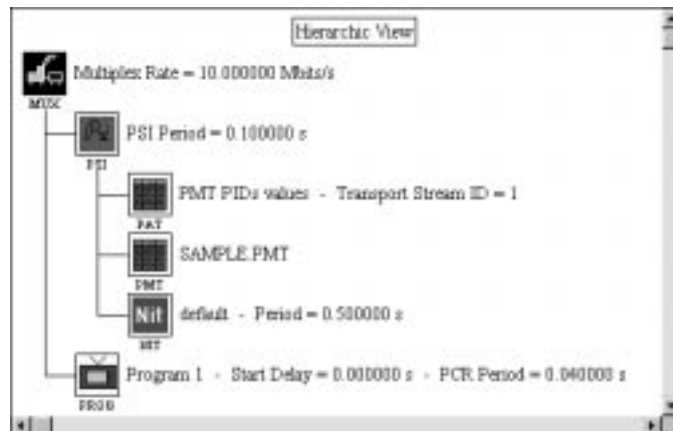 Hierarchic View
Multiplex Rate = 10.000000 Mbits/s
MUX
PSI Period = 0.100000 s
PSI
PMT PIDs values - Transport Stream ID = 1
PAT
SAMPLE.PMT
PMT
Nit default - Period = 0.500000 s
NIT
Program 1 - Start Delay = 0.000000 s - PCR Period = 0.040000 s
PROG